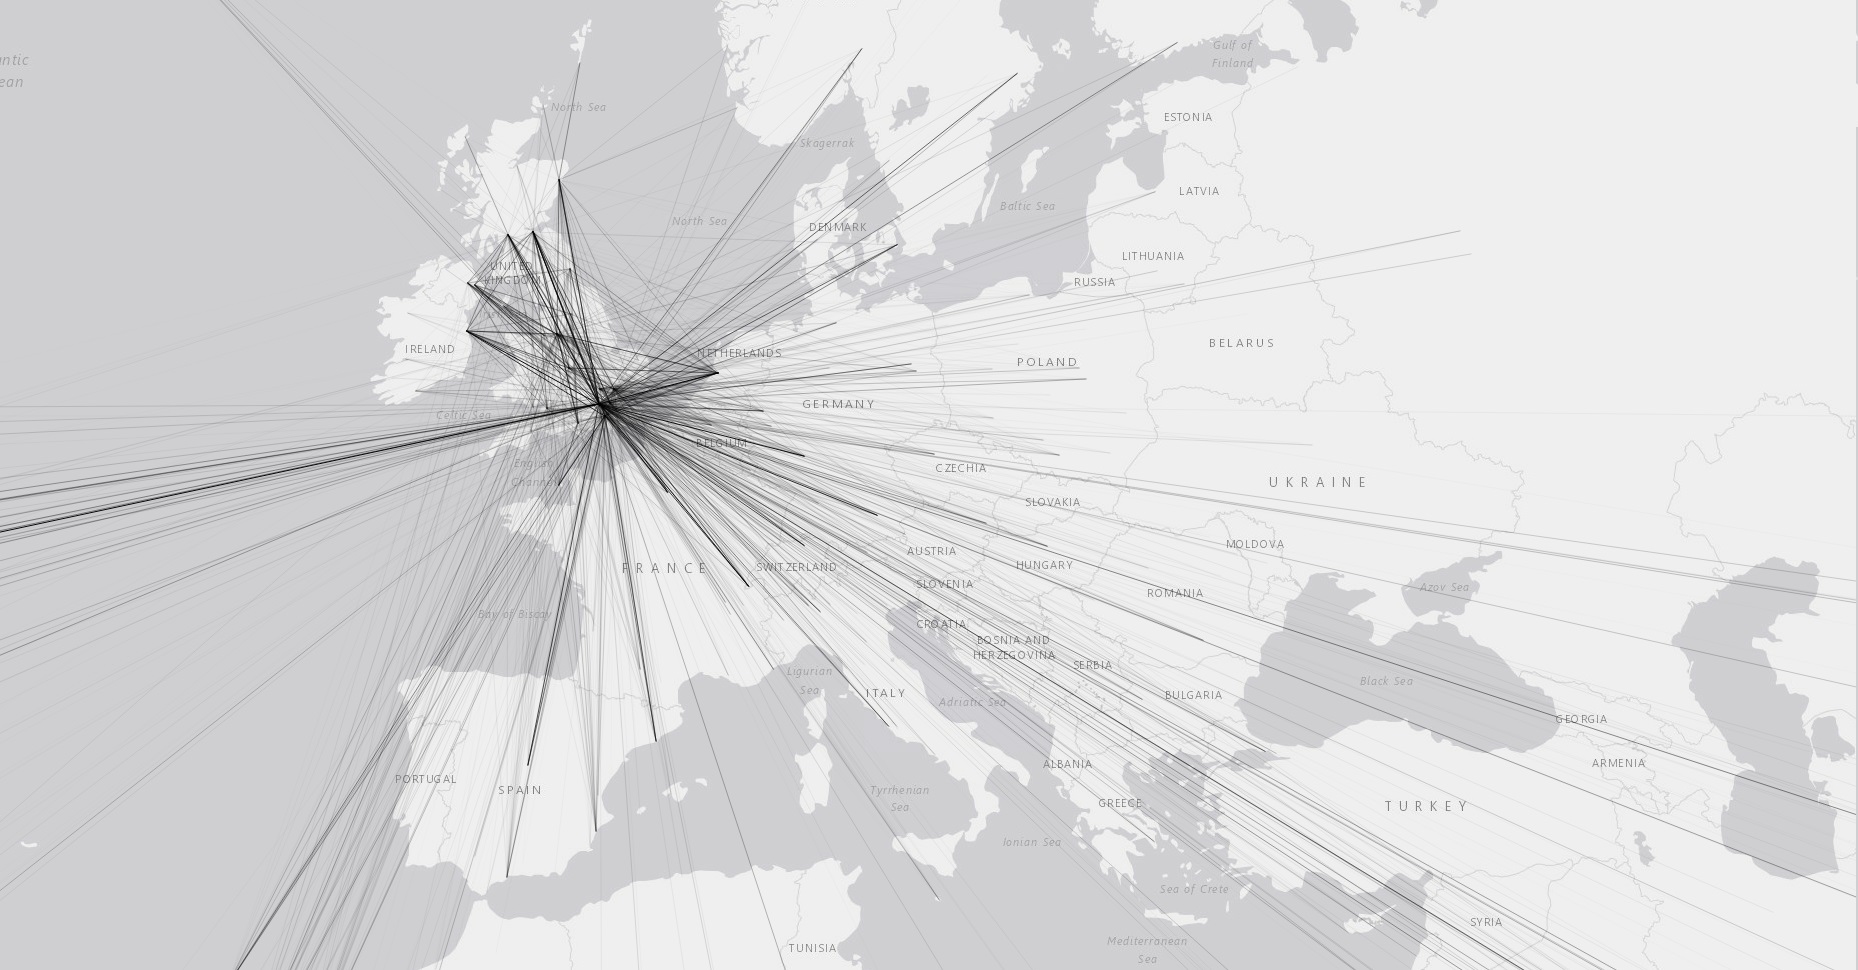 Gulf of
Finland
ntic
ean
North Sea
ESTONIA
Skagerrak
LATVIA
Baltic Sea
North Sea
DENMARK
LITHUANIA
UNITED
KINGDOM
RUSSIA
BELARUS
IRELAND
NETHERLANDS
POLAND
GERMANY
Celtic Sea
BELGIUM
English
Channel
CZECHIA
UKRAINE
SLOVAKIA
MOLDOVA
AUSTRIA
FRANCE
SWITZERLAND
HUNGARY
SLOVENIA
Azov Sea
ROMANIA
Bay of Biscay
CROATIA
BOSNIA AND
HERZEGOVINA
SERBIA
Ligurian
Sea
Black Sea
ITALY
BULGARIA
Adriatic Sea
GEORGIA
ALBANIA
ARMENIA
PORTUGAL
SPAIN
Tyrrhenian
Sea
GREECE
TURKEY
Ionian Sea
Sea of Crete
SYRIA
TUNISIA
Mediterranean
Sea